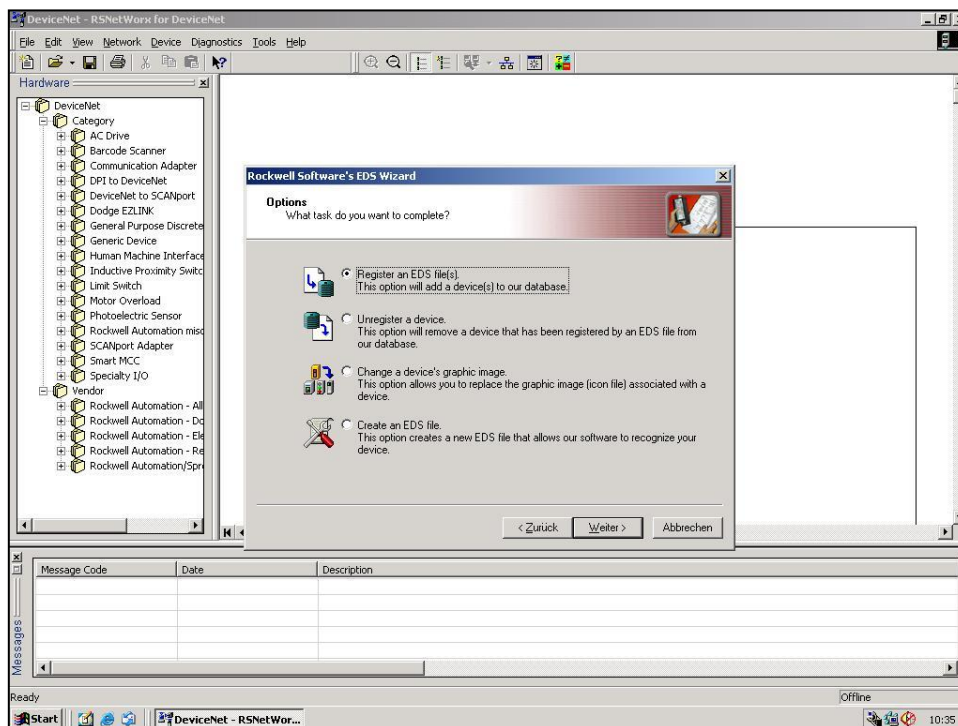 DeviceNet - RSNetWorx for DeviceNet
File Edit View Network Device Diagnostics Tools Help
Hardware
DeviceNet
Category
AC Drive
Barcode Scanner
Communication Adapter
DPI to DeviceNet
DeviceNet to SCANport
Dodge EZLINK
General Purpose Discrete
Generic Device
Human Machine Interface
Inductive Proximity Switc
Limit Switch
Motor Overload
Photoelectric Sensor
Rockwell Automation misc
SCANport Adapter
Smart MCC
Specialty I/O
Vendor
Rockwell Automation - All
Rockwell Automation - Do
Rockwell Automation - Ele
Rockwell Automation - Re
Rockwell Automation/Spr
Rockwell Software's EDS Wizard
Options
What task do you want to complete?
Register an EDS file(s).
This option will add a device(s) to our database.
Unregister a device.
This option will remove a device that has been registered by an EDS file from
our database.
Change a device's graphic image.
This option allows you to replace the graphic image (icon file) associated with a
device.
Create an EDS file.
This option creates a new EDS file that allows our software to recognize your
device.
< Zurück Weiter > Abbrechen
Messages
Message Code Date Description
Ready Offline
Start DeviceNet - RSNetWor... 10:35